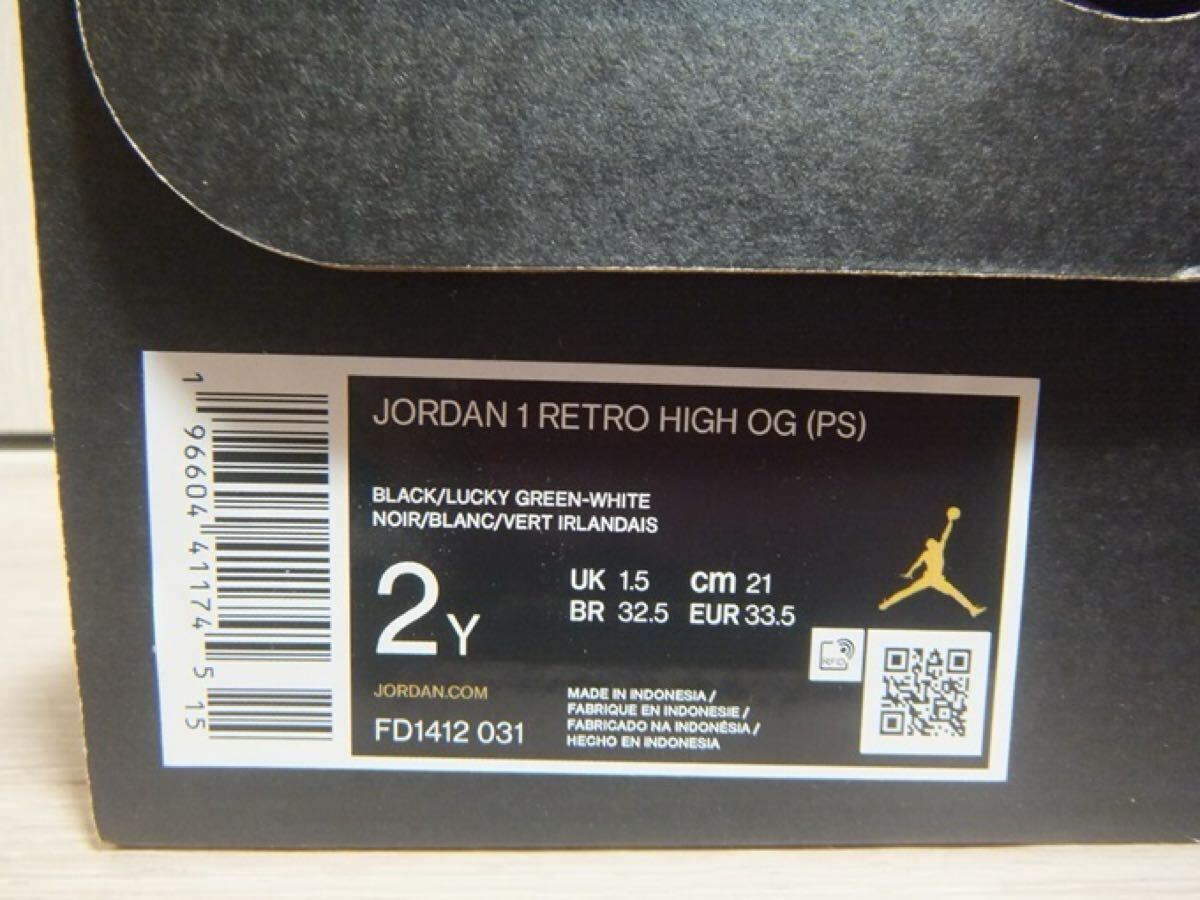 1 96604 41174 5 15
JORDAN 1 RETRO HIGH OG (PS)
BLACK/LUCKY GREEN-WHITE
NOIR/BLANC/VERT IRLANDAIS
2Y
UK 1.5 cm 21
BR 32.5 EUR 33.5
RFID
JORDAN.COM
FD1412 031
MADE IN INDONESIA /
FABRIQUE EN INDONESIE /
FABRICADO NA INDONÉSIA /
HECHO EN INDONESIA